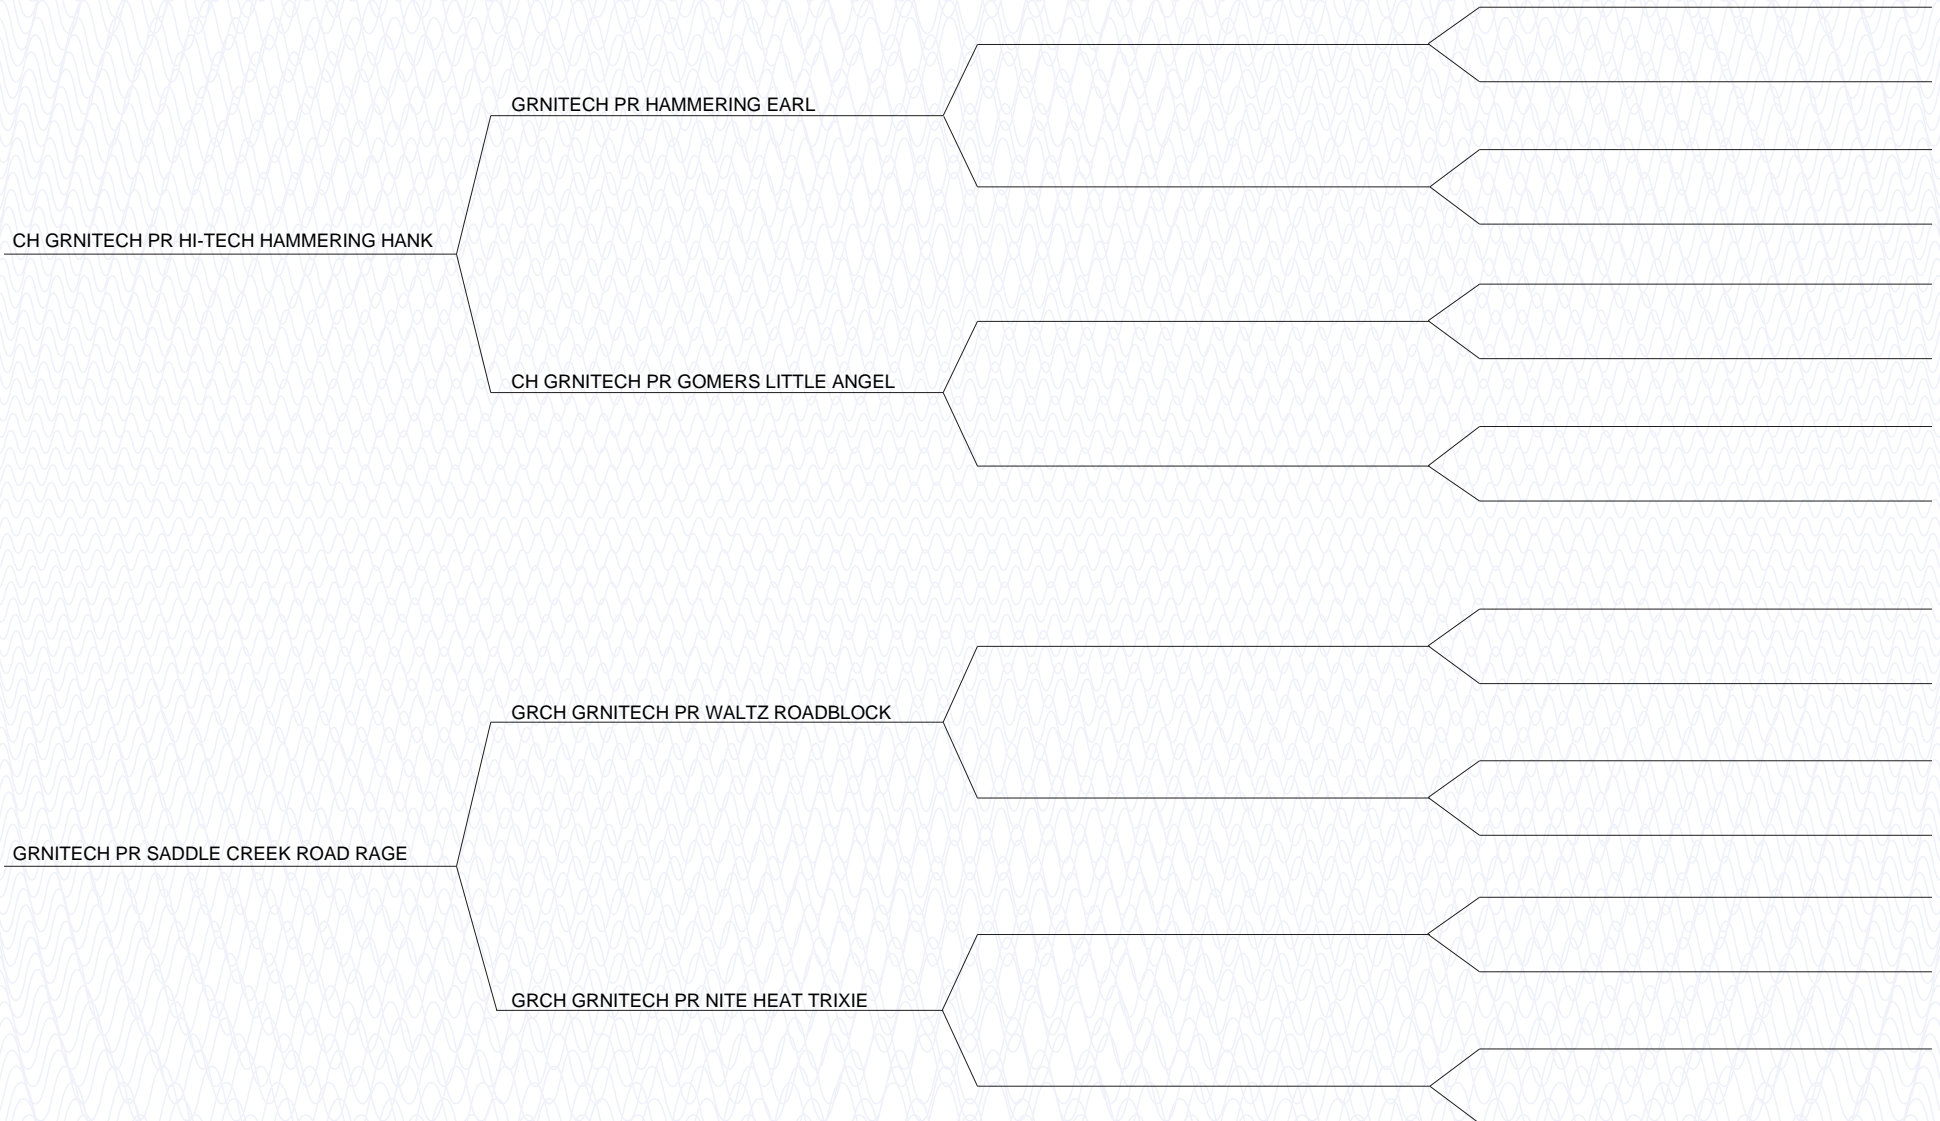 GRNITECH PR HAMMERING EARL
CH GRNITECH PR HI-TECH HAMMERING HANK
CH GRNITECH PR GOMERS LITTLE ANGEL
GRCH GRNITECH PR WALTZ ROADBLOCK
GRNITECH PR SADDLE CREEK ROAD RAGE
GRCH GRNITECH PR NITE HEAT TRIXIE